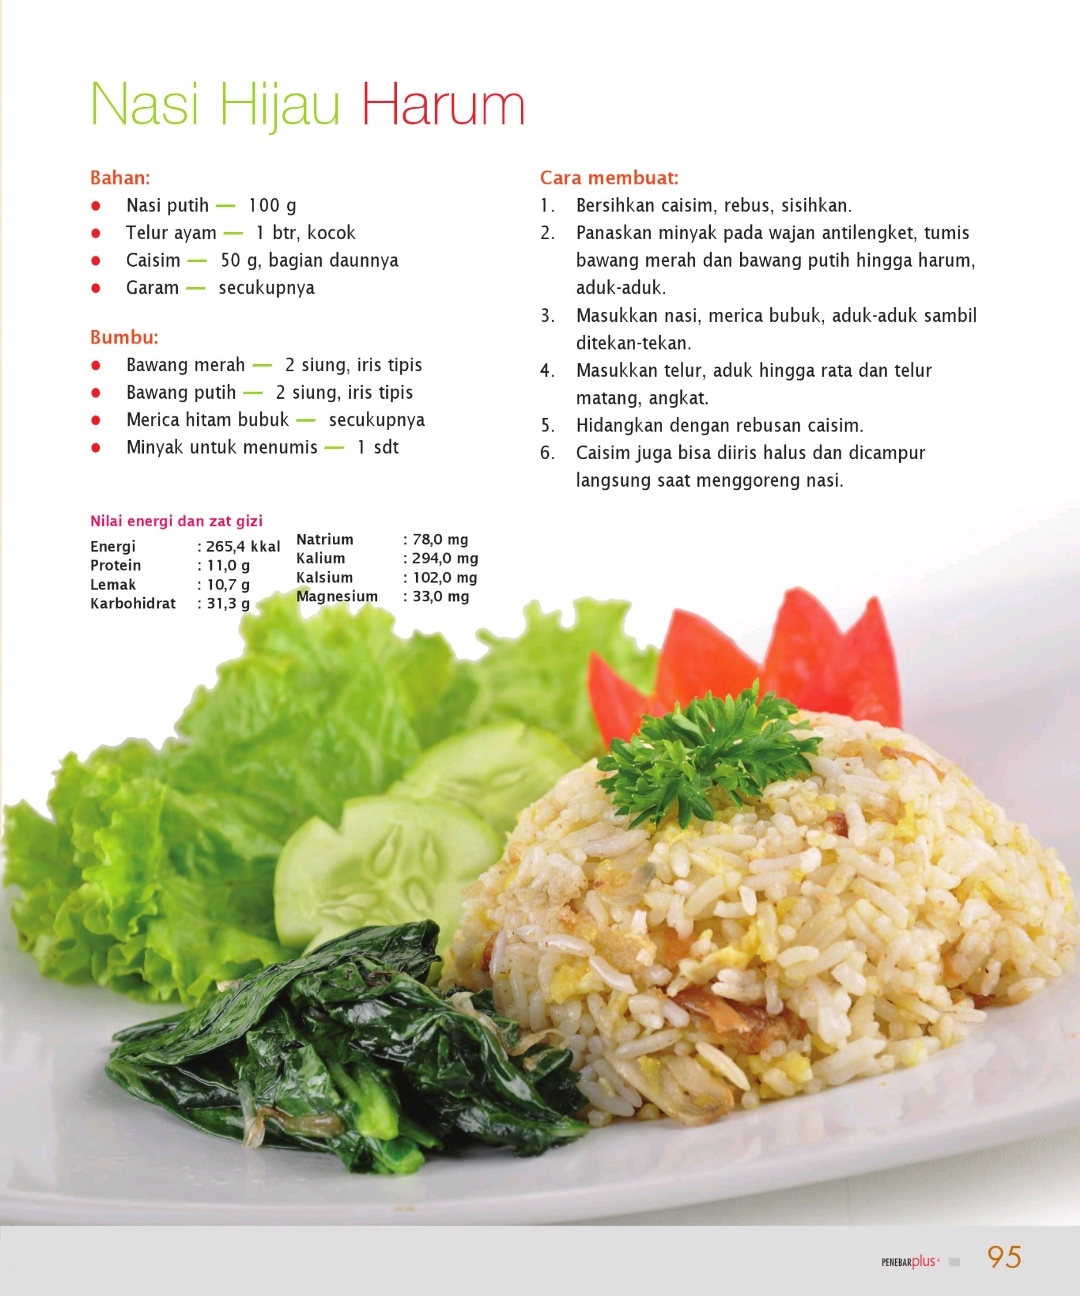 Nasi Hijau Harum
Bahan:
● Nasi putih — 100 g
● Telur ayam — 1 btr, kocok
● Caisim — 50 g, bagian daunnya
● Garam — secukupnya
Bumbu:
● Bawang merah — 2 siung, iris tipis
● Bawang putih — 2 siung, iris tipis
● Merica hitam bubuk — secukupnya
● Minyak untuk menumis — 1 sdt
Nilai energi dan zat gizi
Energi : 265,4 kkal
Protein : 11,0 g
Lemak : 10,7 g
Karbohidrat : 31,3 g
Natrium : 78,0 mg
Kalium : 294,0 mg
Kalsium : 102,0 mg
Magnesium : 33,0 mg
Cara membuat:
1. Bersihkan caisim, rebus, sisihkan.
2. Panaskan minyak pada wajan antilengket, tumis
bawang merah dan bawang putih hingga harum,
aduk-aduk.
3. Masukkan nasi, merica bubuk, aduk-aduk sambil
ditekan-tekan.
4. Masukkan telur, aduk hingga rata dan telur
matang, angkat.
5. Hidangkan dengan rebusan caisim.
6. Caisim juga bisa diiris halus dan dicampur
langsung saat menggoreng nasi.
PENEBARplus+ 95